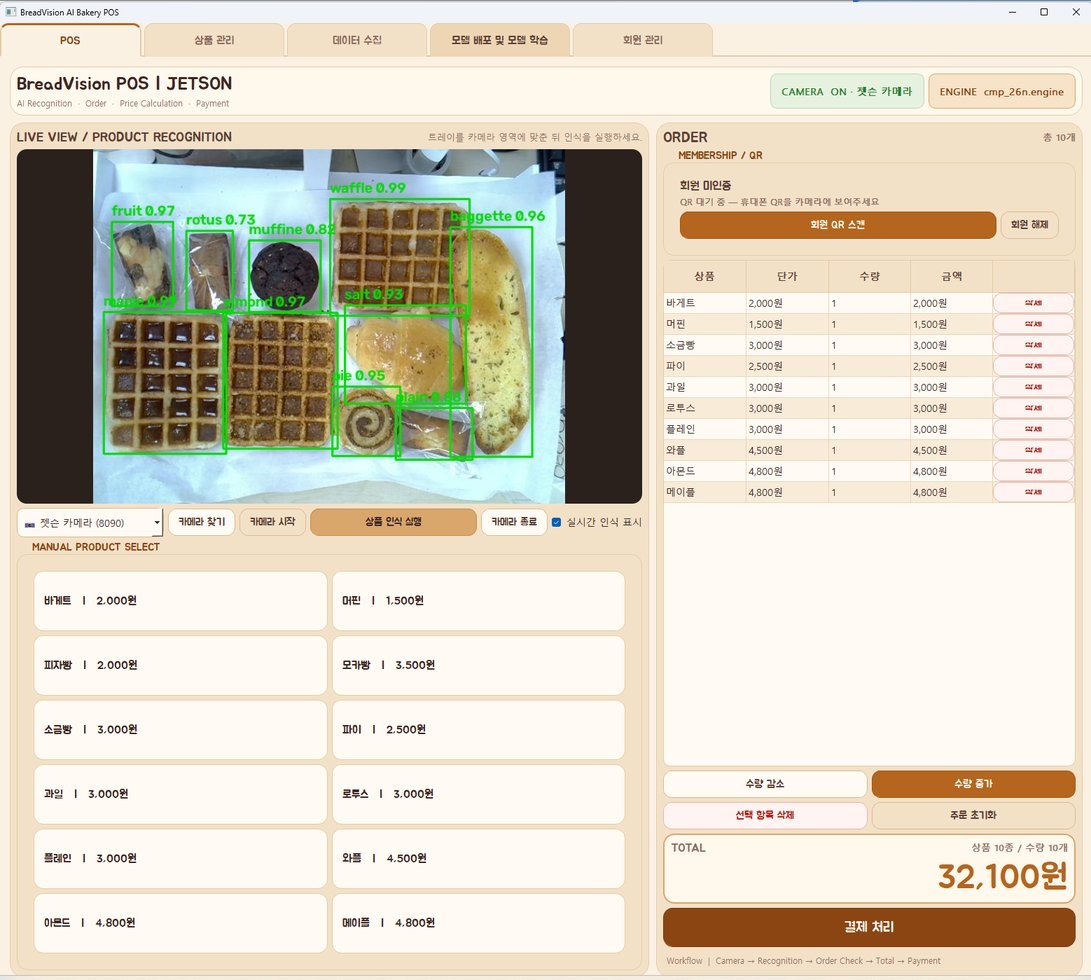 BreadVision AI Bakery POS
POS
상품 관리
데이터 수집
모델 배포 및 모델 학습
회원 관리
BreadVision POS | JETSON
AI Recognition · Order · Price Calculation · Payment
CAMERA ON · 젯슨 카메라
ENGINE cmp_26n.engine
LIVE VIEW / PRODUCT RECOGNITION
트레이를 카메라 영역에 맞춘 뒤 인식을 실행하세요.
waffle 0.99
fruit 0.97
rotus 0.73
muffine 0.82
baggette 0.96
almond 0.97
salt 0.93
pie 0.95
젯슨 카메라 (8090)
카메라 찾기
카메라 시작
상품 인식 실행
카메라 종료
실시간 인식 표시
MANUAL PRODUCT SELECT
바게트 | 2,000원
머핀 | 1,500원
피자빵 | 2,000원
모카빵 | 3,500원
소금빵 | 3,000원
파이 | 2,500원
과일 | 3,000원
로투스 | 3,000원
플레인 | 3,000원
와플 | 4,500원
아몬드 | 4,800원
메이플 | 4,800원
ORDER
총 10개
MEMBERSHIP / QR
회원 미인증
QR 대기 중 — 휴대폰 QR을 카메라에 보여주세요
회원 QR 스캔
회원 해제
상품 단가 수량 금액
바게트 2,000원 1 2,000원 삭제
머핀 1,500원 1 1,500원 삭제
소금빵 3,000원 1 3,000원 삭제
파이 2,500원 1 2,500원 삭제
과일 3,000원 1 3,000원 삭제
로투스 3,000원 1 3,000원 삭제
플레인 3,000원 1 3,000원 삭제
와플 4,500원 1 4,500원 삭제
아몬드 4,800원 1 4,800원 삭제
메이플 4,800원 1 4,800원 삭제
수량 감소
수량 증가
선택 항목 삭제
주문 초기화
TOTAL
상품 10종 / 수량 10개
32,100원
결제 처리
Workflow | Camera → Recognition → Order Check → Total → Payment